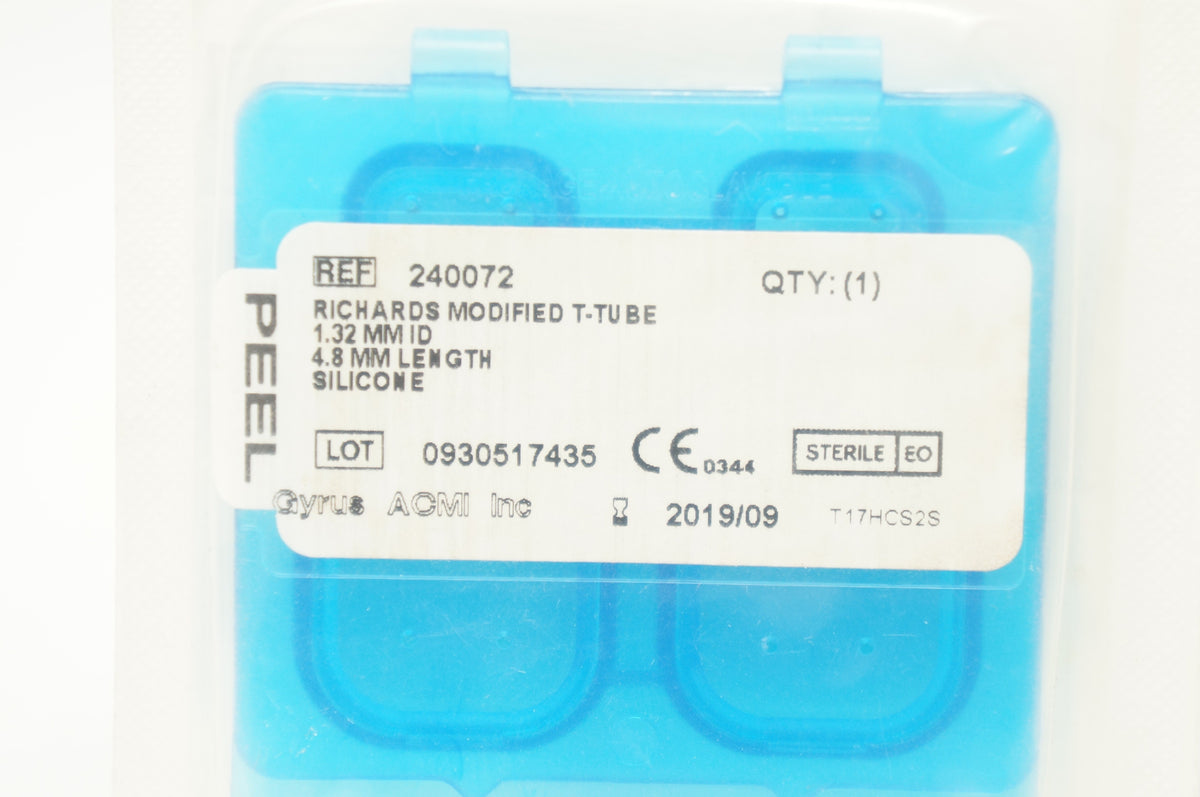 REF 240072 QTY: (1)
RICHARDS MODIFIED T-TUBE
1.32 MM ID
4.8 MM LENGTH
SILICONE
PEEL
LOT 0930517435 CE 0344 STERILE EO
Gyrus ACMI Inc 2019/09 T17HCS2S